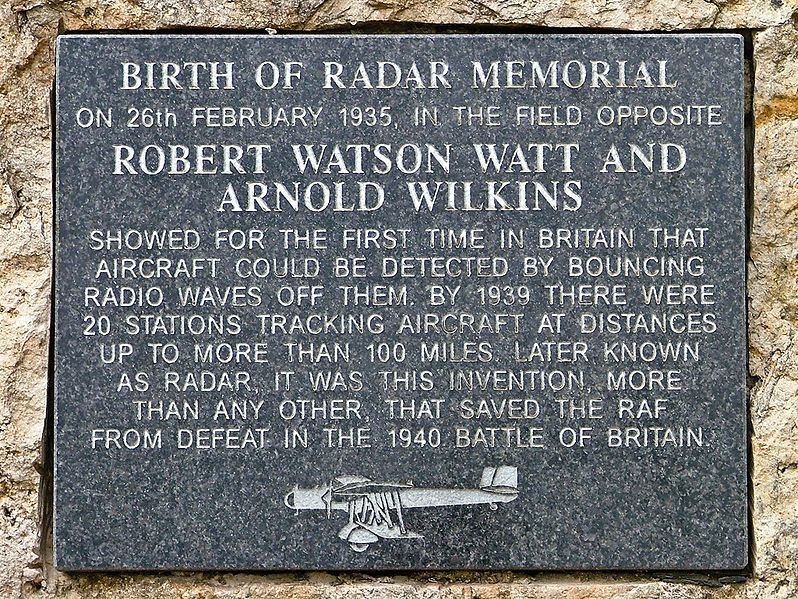 BIRTH OF RADAR MEMORIAL
ON 26th FEBRUARY 1935, IN THE FIELD OPPOSITE
ROBERT WATSON WATT AND
ARNOLD WILKINS
SHOWED FOR THE FIRST TIME IN BRITAIN THAT
AIRCRAFT COULD BE DETECTED BY BOUNCING
RADIO WAVES OFF THEM. BY 1939 THERE WERE
20 STATIONS TRACKING AIRCRAFT AT DISTANCES
UP TO MORE THAN 100 MILES. LATER KNOWN
AS RADAR, IT WAS THIS INVENTION, MORE
THAN ANY OTHER, THAT SAVED THE RAF
FROM DEFEAT IN THE 1940 BATTLE OF BRITAIN.